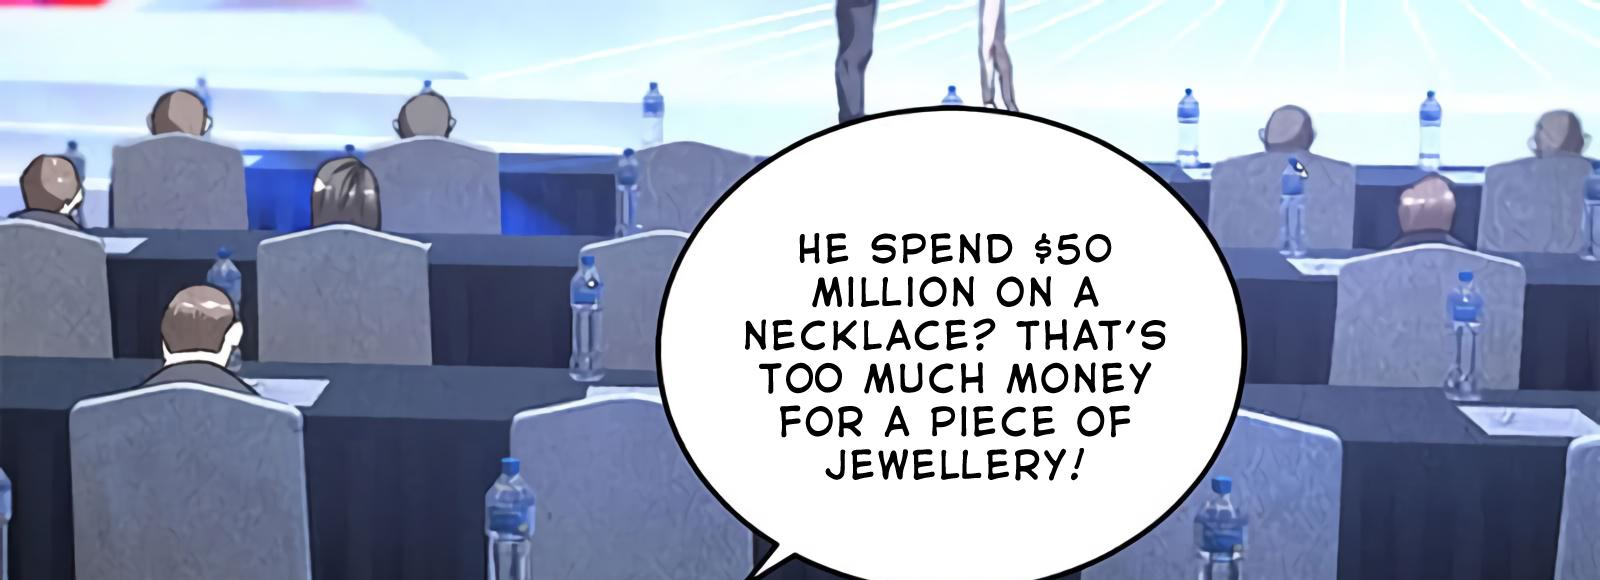 HE SPEND $50
MILLION ON A
NECKLACE? THAT'S
TOO MUCH MONEY
FOR A PIECE OF
JEWELLERY!